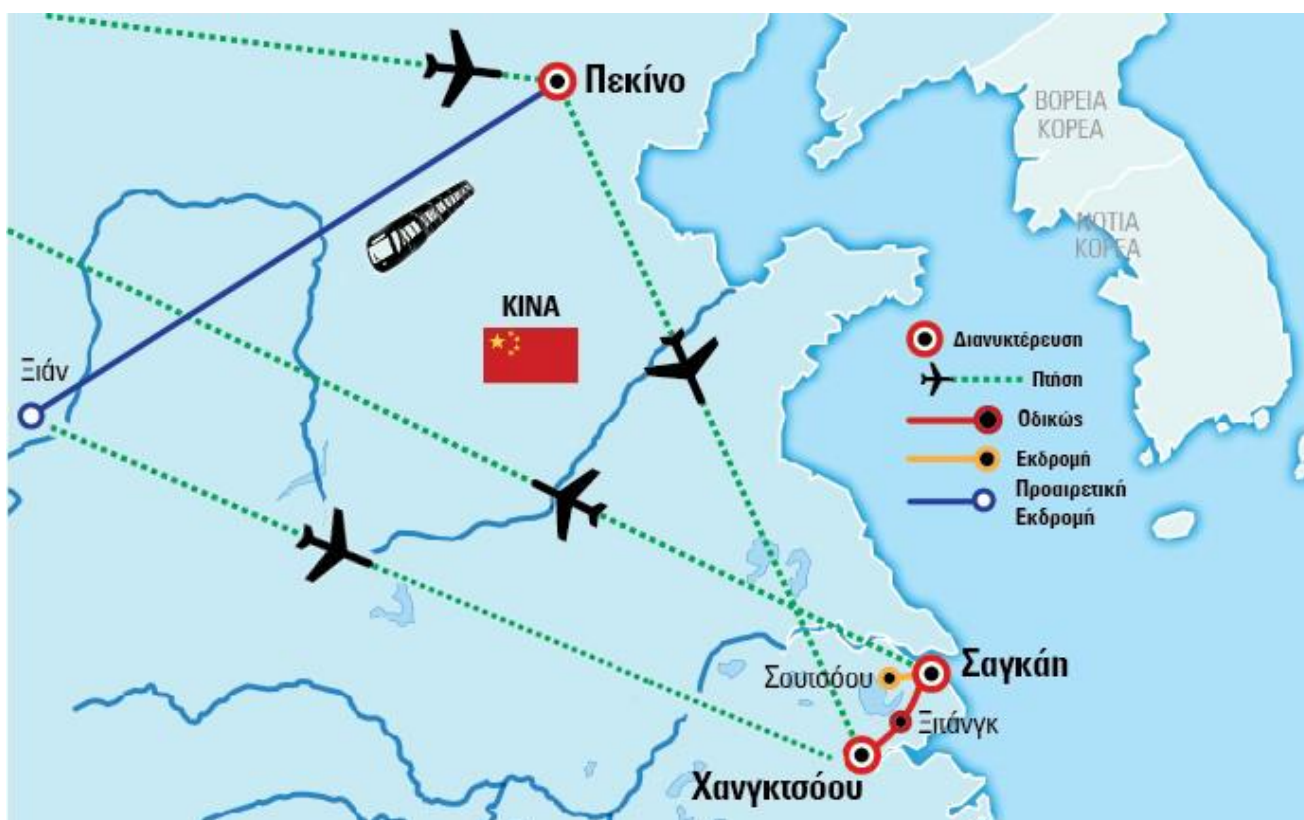 Πεκίνο
ΒΟΡΕΙΑ
ΚΟΡΕΑ
ΝΟΤΙΑ
ΚΟΡΕΑ
ΚΙΝΑ
Διανυκτέρευση
Πτήση
Οδικώς
Εκδρομή
Προαιρετική
Εκδρομή
Ξιάν
Σαγκάη
Σουτσόου
Ξιτάνγκ
Χανγκτσόου